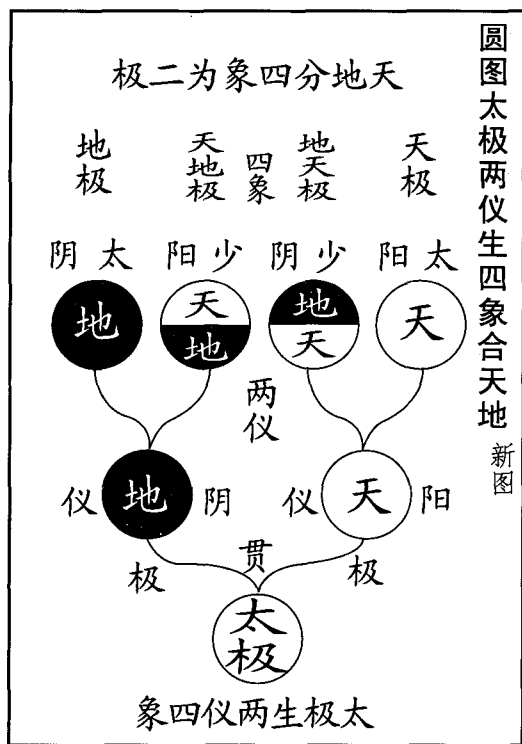 圆图太极两仪生四象合天地
新图
天地分四象为二极
天极
地天极
四象
天地极
地极
太阳
少阴
少阳
太阴
天
地
天
天
地
地
两仪
阳仪
天
阴仪
地
极
贯
极
太极
太极生两仪四象